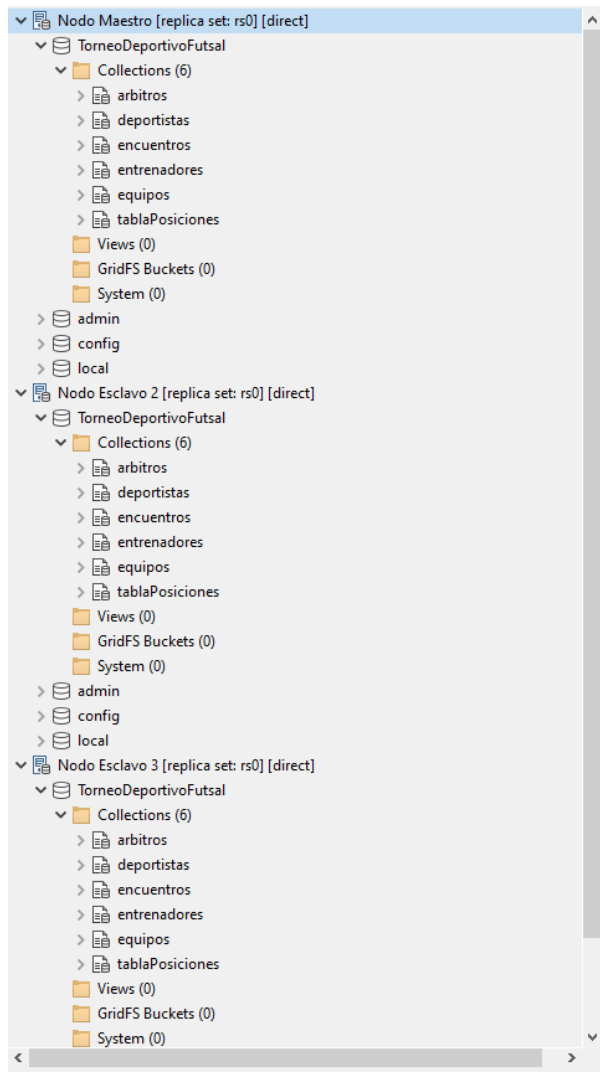 Nodo Maestro [replica set: rs0] [direct]
TorneoDeportivoFutsal
Collections (6)
arbitros
deportistas
encuentros
entrenadores
equipos
tablaPosiciones
Views (0)
GridFS Buckets (0)
System (0)
admin
config
local
Nodo Esclavo 2 [replica set: rs0] [direct]
TorneoDeportivoFutsal
Collections (6)
arbitros
deportistas
encuentros
entrenadores
equipos
tablaPosiciones
Views (0)
GridFS Buckets (0)
System (0)
admin
config
local
Nodo Esclavo 3 [replica set: rs0] [direct]
TorneoDeportivoFutsal
Collections (6)
arbitros
deportistas
encuentros
entrenadores
equipos
tablaPosiciones
Views (0)
GridFS Buckets (0)
System (0)